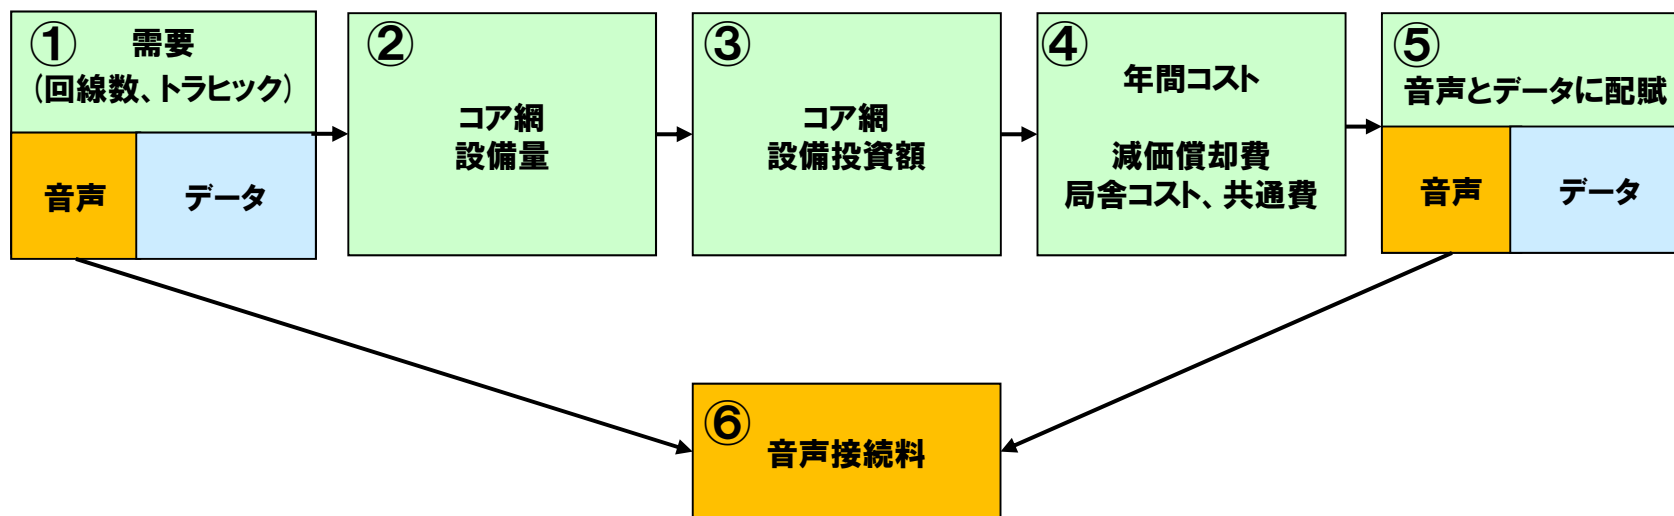 ① 需要
(回線数、トラヒック)
音声
データ
②
コア網
設備量
③
コア網
設備投資額
④
年間コスト
減価償却費
局舎コスト、共通費
⑤
音声とデータに配賦
音声
データ
⑥
音声接続料